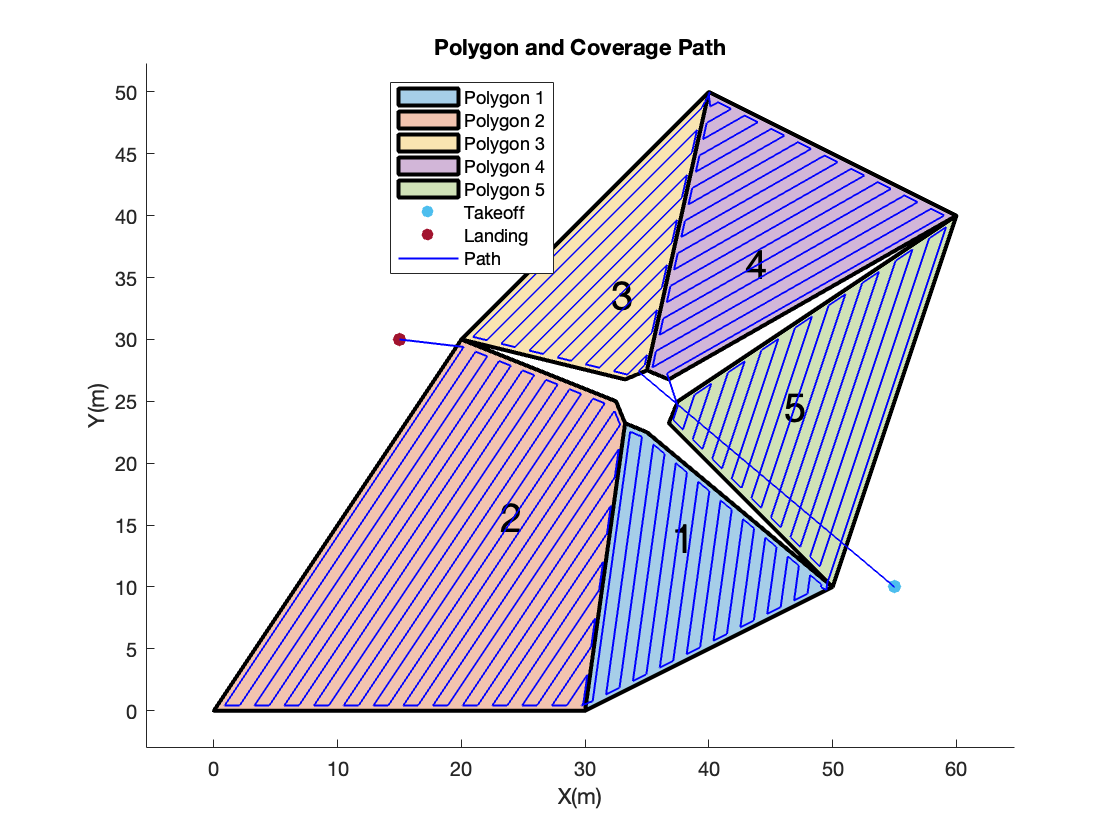 Polygon and Coverage Path
Polygon 1
Polygon 2
Polygon 3
Polygon 4
Polygon 5
Takeoff
Landing
Path
50
45
40
35
30
25
20
15
10
5
0
Y(m)
3
4
5
2
1
0
10
20
30
40
50
60
X(m)